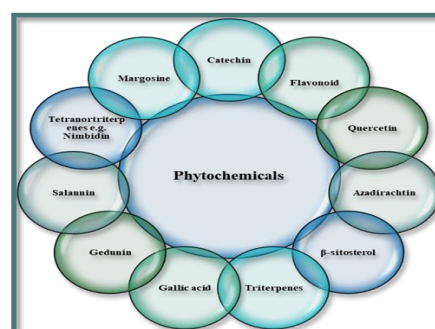 Catechin
Flavonoid
Quercetin
Azadirachtin
β-sitosterol
Triterpenes
Gallic acid
Gedunin
Salannin
Tetranortriterp
enes e.g.
Nimbidin
Margosine
Phytochemicals